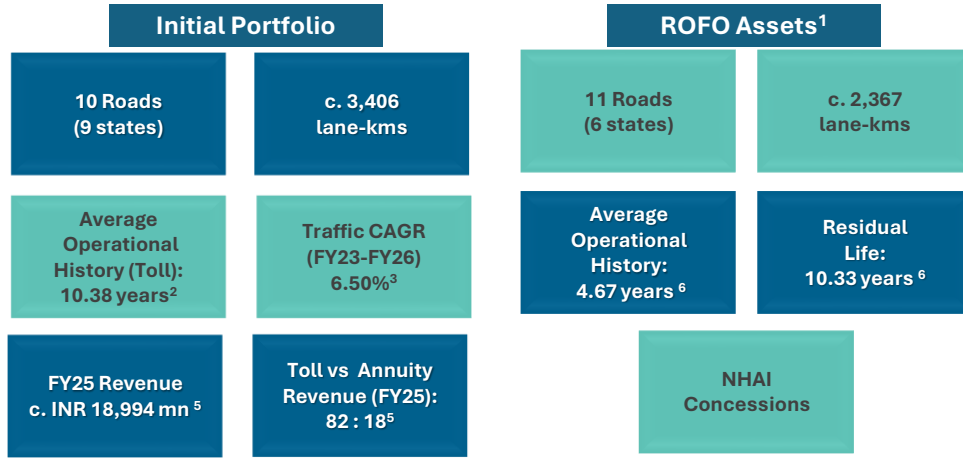 Initial Portfolio
10 Roads
(9 states)
c. 3,406
lane-kms
Average
Operational
History (Toll):
10.38 years²
Traffic CAGR
(FY23-FY26)
6.50%³
FY25 Revenue
c. INR 18,994 mn ⁵
Toll vs Annuity
Revenue (FY25):
82 : 18⁵
ROFO Assets¹
11 Roads
(6 states)
c. 2,367
lane-kms
Average
Operational
History:
4.67 years ⁶
Residual
Life:
10.33 years ⁶
NHAI
Concessions